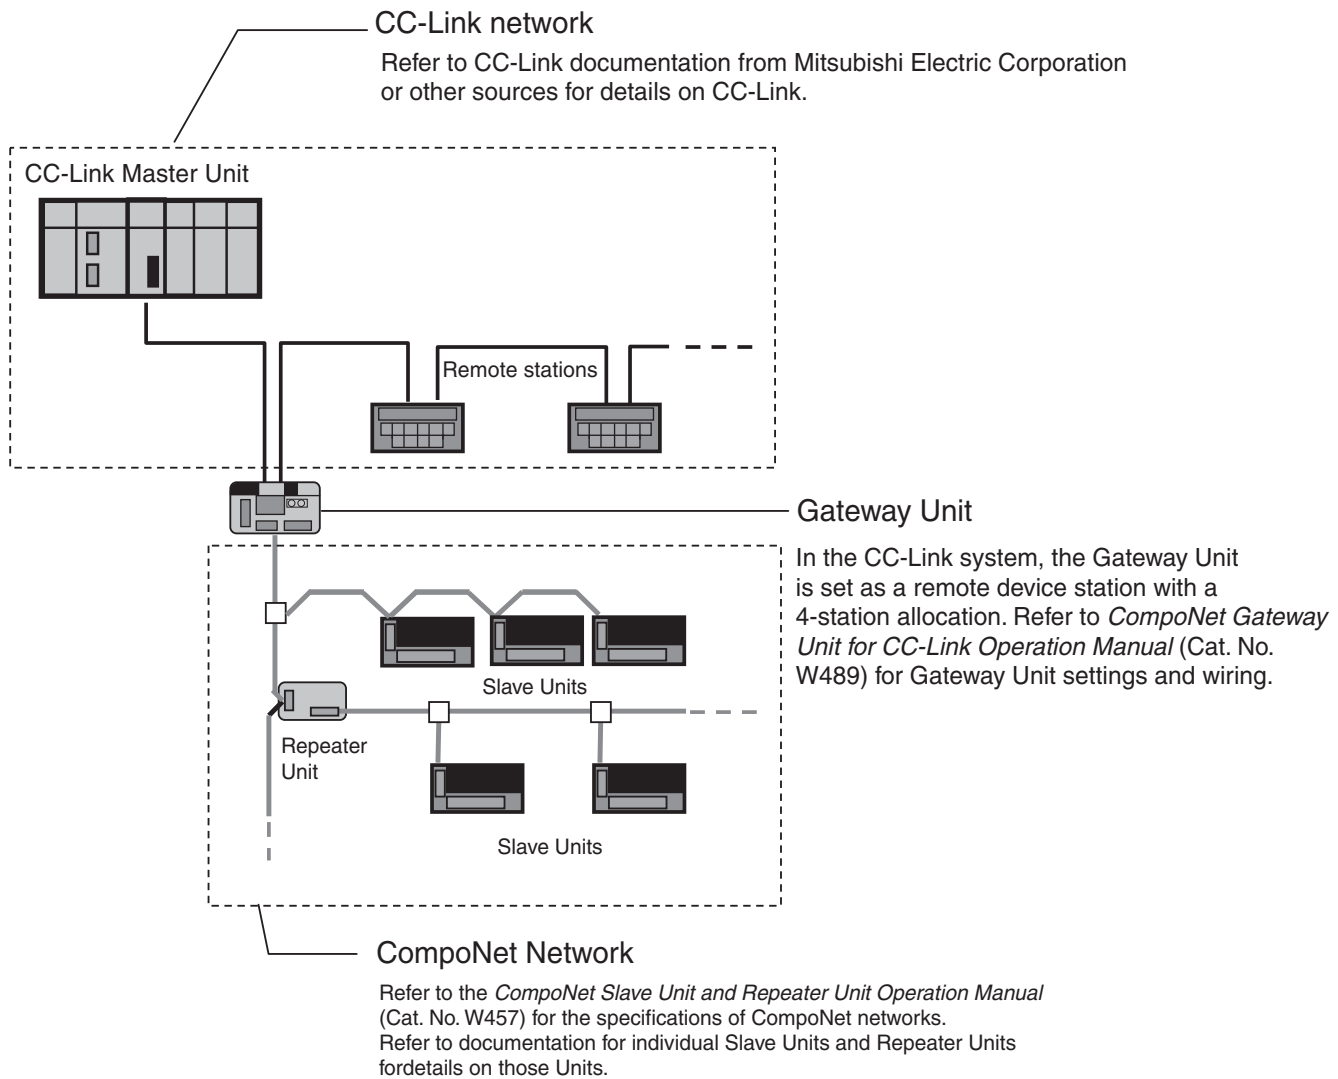 CC-Link network
Refer to CC-Link documentation from Mitsubishi Electric Corporation
or other sources for details on CC-Link.
CC-Link Master Unit
Remote stations
Gateway Unit
In the CC-Link system, the Gateway Unit
is set as a remote device station with a
4-station allocation. Refer to CompoNet Gateway
Unit for CC-Link Operation Manual (Cat. No.
W489) for Gateway Unit settings and wiring.
Slave Units
Repeater
Unit
Slave Units
CompoNet Network
Refer to the CompoNet Slave Unit and Repeater Unit Operation Manual
(Cat. No. W457) for the specifications of CompoNet networks.
Refer to documentation for individual Slave Units and Repeater Units
fordetails on those Units.